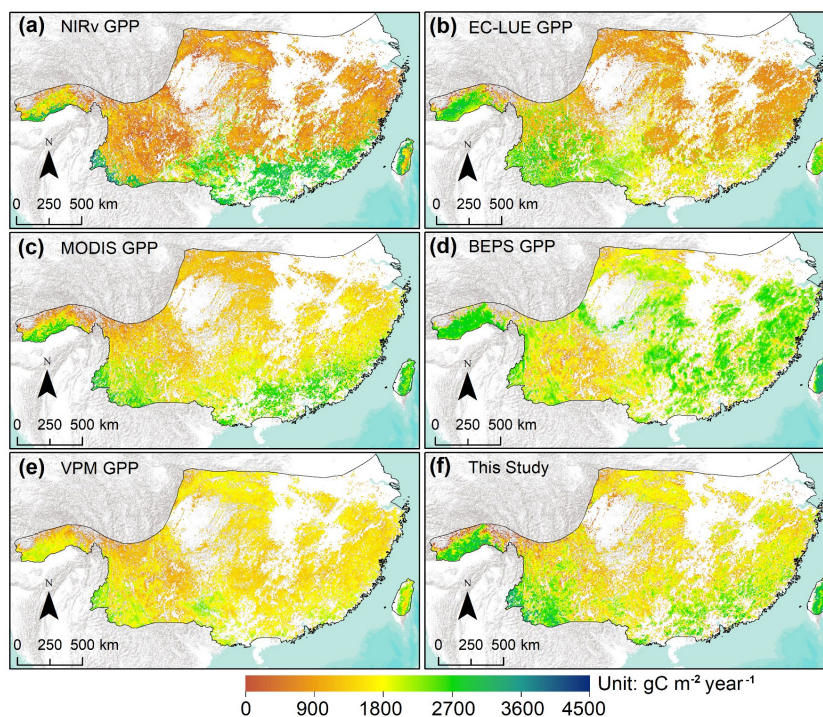 (a) NIRv GPP
N
0 250 500 km
(b) EC-LUE GPP
N
0 250 500 km
(c) MODIS GPP
N
0 250 500 km
(d) BEPS GPP
N
0 250 500 km
(e) VPM GPP
N
0 250 500 km
(f) This Study
N
0 250 500 km
Unit: gC m⁻² year⁻¹
0 900 1800 2700 3600 4500